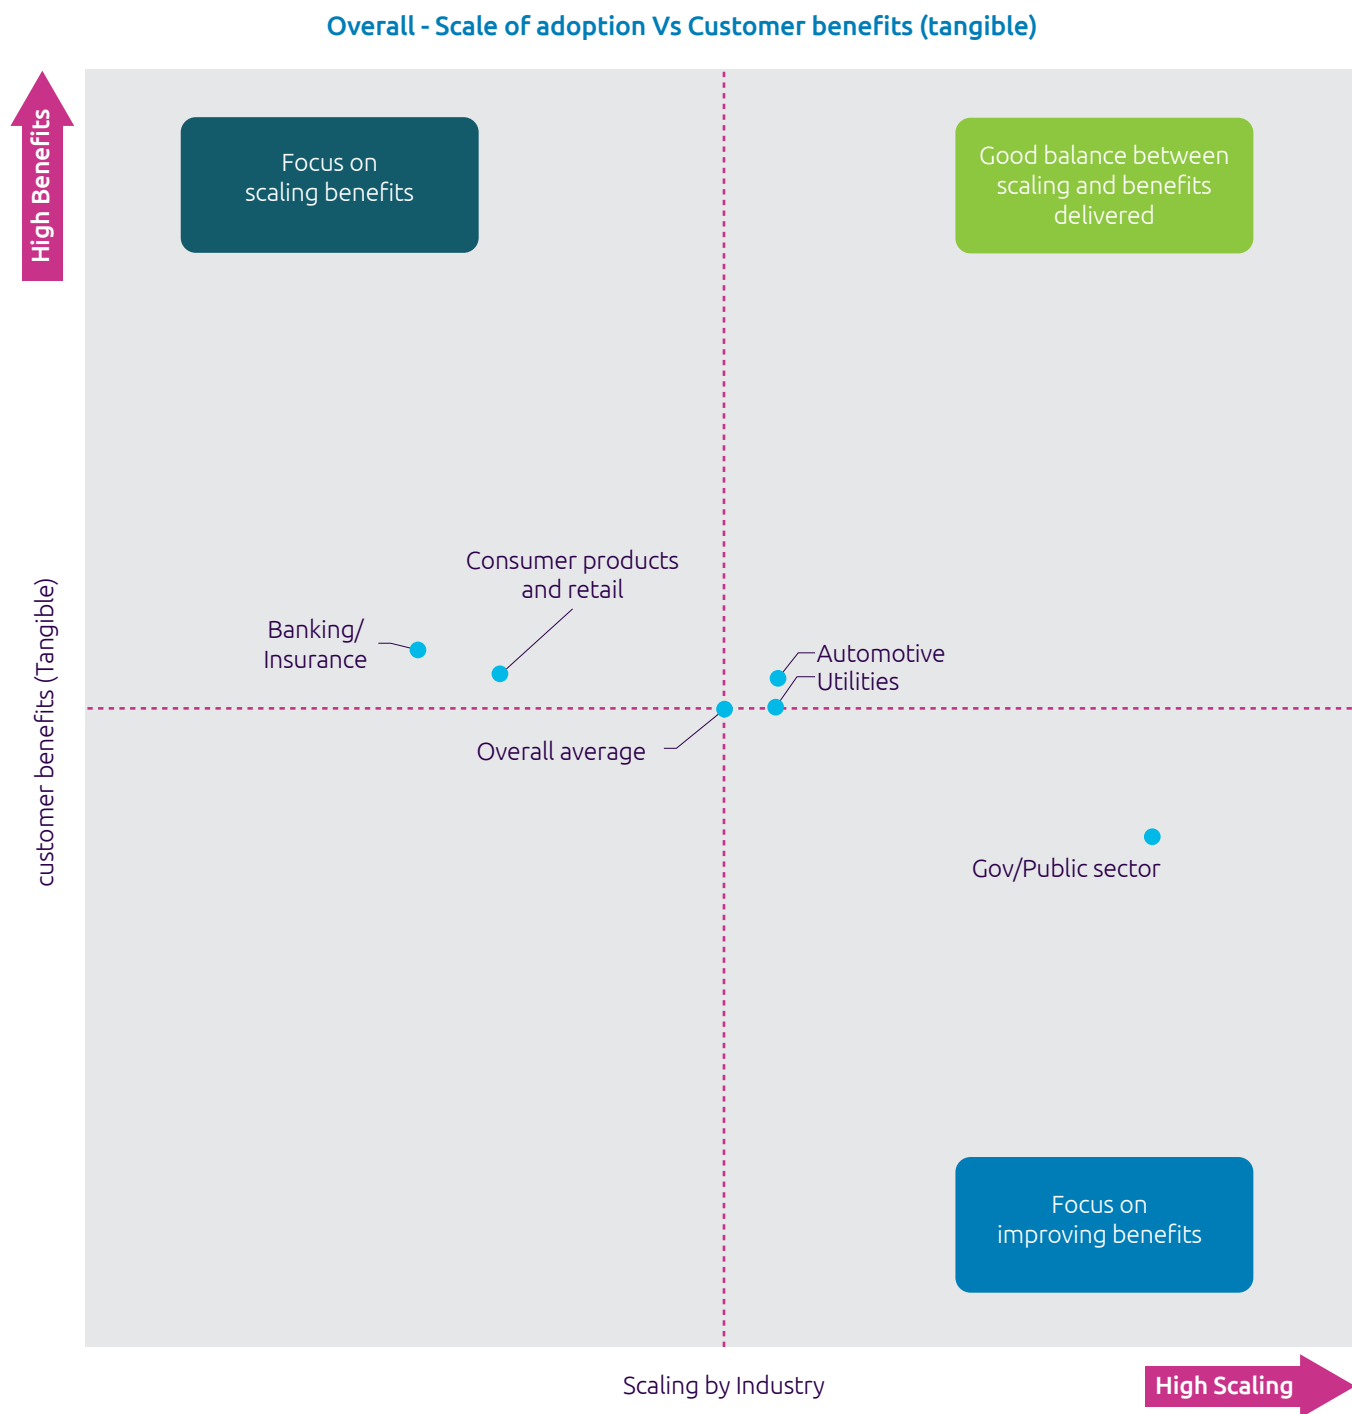 Overall - Scale of adoption Vs Customer benefits (tangible)
High Benefits
Focus on
scaling benefits
Good balance between
scaling and benefits
delivered
Consumer products
and retail
Banking/
Insurance
Automotive
Utilities
Overall average
customer benefits (Tangible)
Gov/Public sector
Focus on
improving benefits
Scaling by Industry
High Scaling